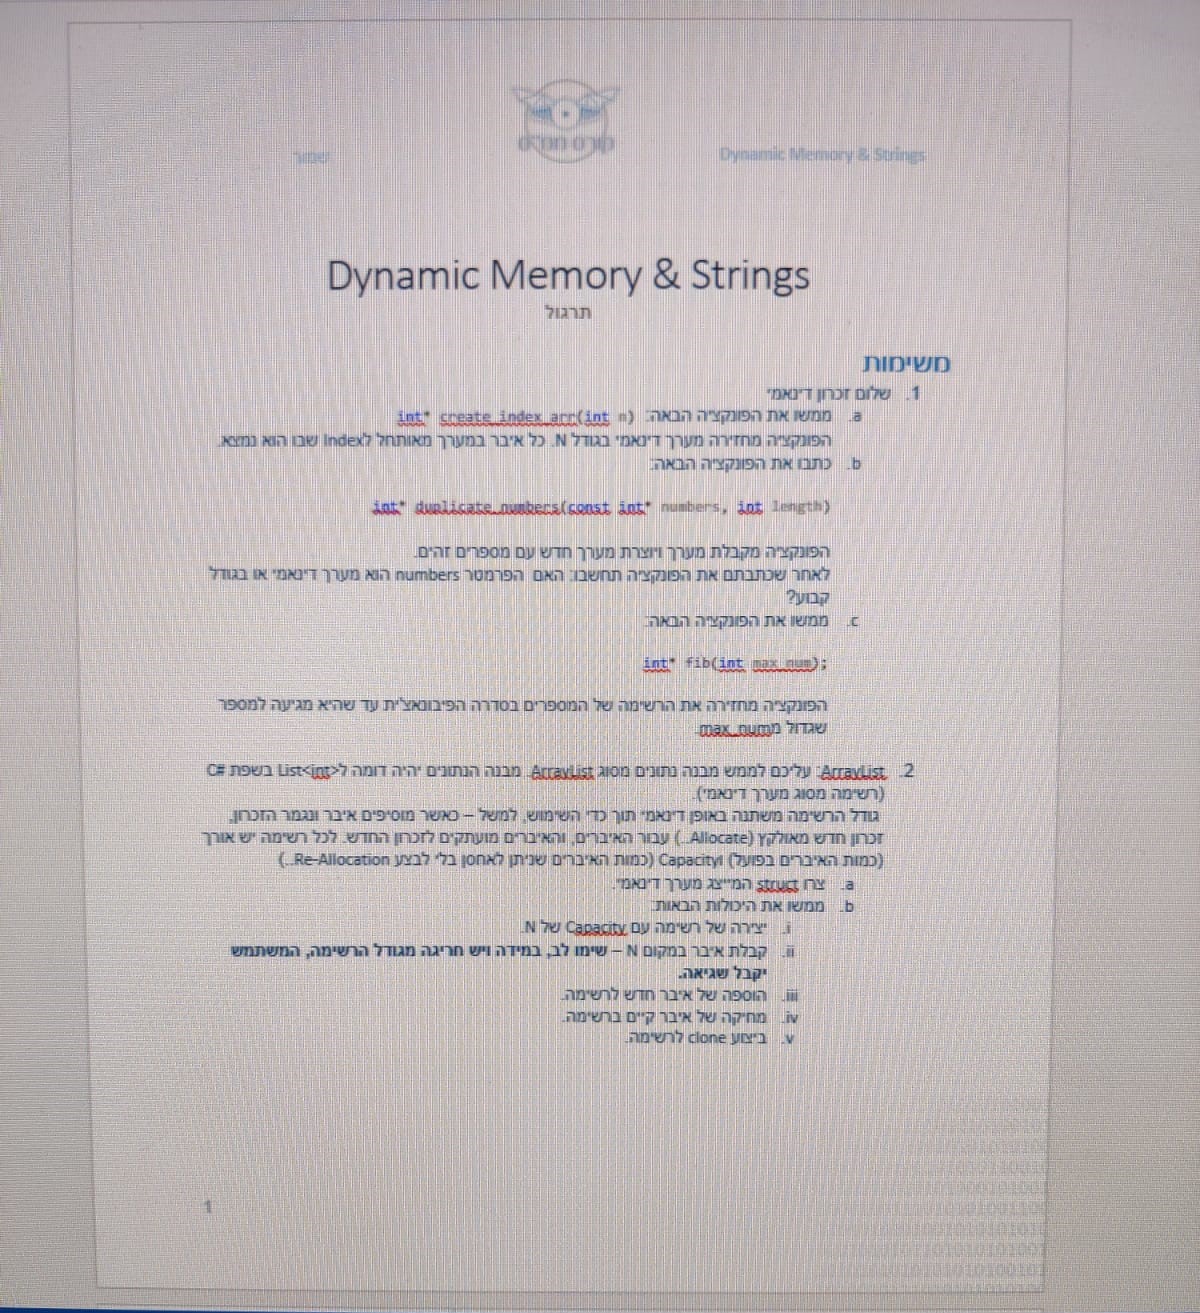 קורס ממ"ס
Dynamic Memory & Strings
שמור
Dynamic Memory & Strings
תרגול
משימות
1. שלום זכרון דינאמי
a. ממשו את הפונקציה הבאה: int* create_index_arr(int n)
הפונקציה מחזירה מערך דינאמי בגודל N. כל איבר במערך מאותחל לIndex שבו הוא נמצא.
b. כתבו את הפונקציה הבאה:
int* duplicate_numbers(const int* numbers, int length)
הפונקציה מקבלת מערך ויוצרת מערך חדש עם מספרים זהים.
לאחר שכתבתם את הפונקציה תחשבו: האם הפרמטר numbers הוא מערך דינאמי או בגודל
קבוע?
c. ממשו את הפונקציה הבאה:
int* fib(int max_num);
הפונקציה מחזירה את הרשימה של המספרים בסדרה הפיבונאצ'ית עד שהיא מגיעה למספר
שגדול מmax_num.
2. ArrayList: עליכם לממש מבנה נתונים מסוג ArrayList. מבנה הנתונים יהיה דומה לList<int> בשפת C#
(רשימה מסוג מערך דינאמי).
גודל הרשימה משתנה באופן דינאמי תוך כדי השימוש, למשל – כאשר מוסיפים איבר ונגמר הזכרון,
זכרון חדש מאולקץ (Allocate..) עבור האיברים, והאיברים מועתקים לזכרון החדש. לכל רשימה יש אורך
(כמות האיברים בפועל) וCapacity (כמות האיברים שניתן לאחסן בלי לבצע Re-Allocation..)
a. צרו struct המייצג מערך דינאמי.
b. ממשו את היכולות הבאות:
i. יצירה של רשימה עם Capacity של N.
ii. קבלת איבר במקום N – שימו לב, במידה ויש חריגה מגודל הרשימה, המשתמש
יקבל שגיאה.
iii. הוספה של איבר חדש לרשימה.
iv. מחיקה של איבר קיים ברשימה.
v. ביצוע clone לרשימה.
1